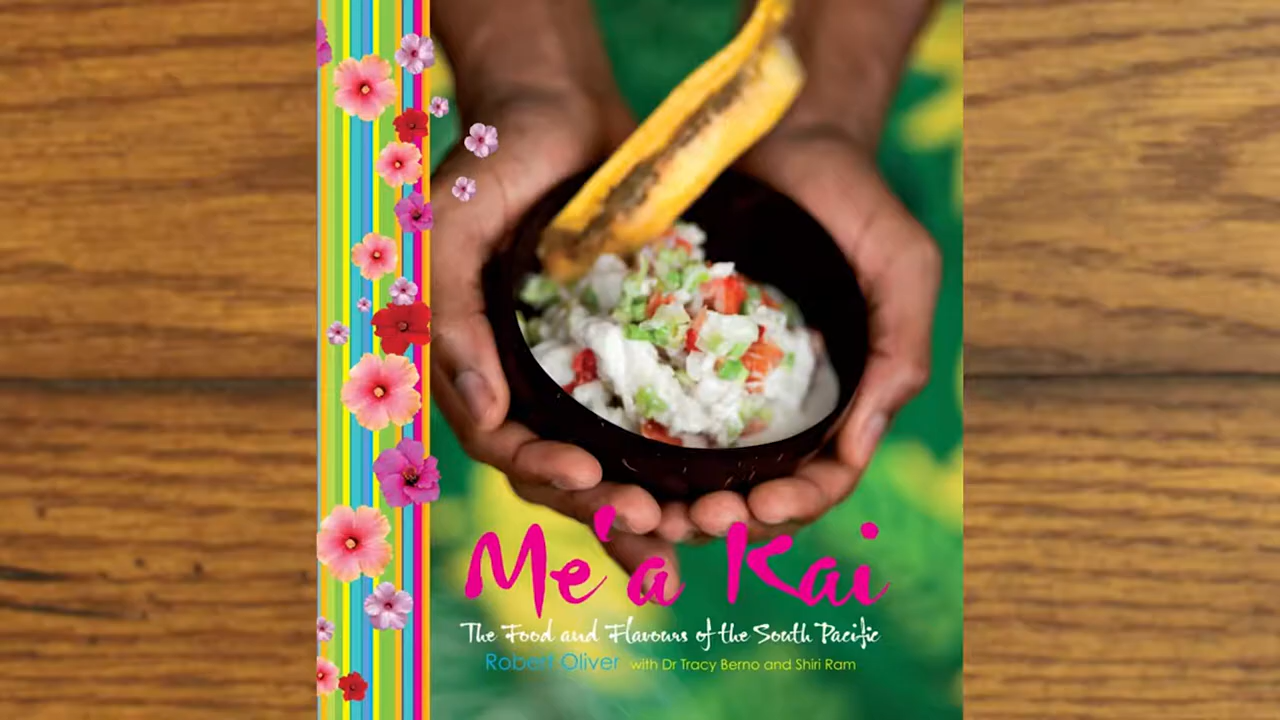 Me'a Kai
The Food and Flavours of the South Pacific
Robert Oliver with Dr Tracy Berno and Shiri Ram